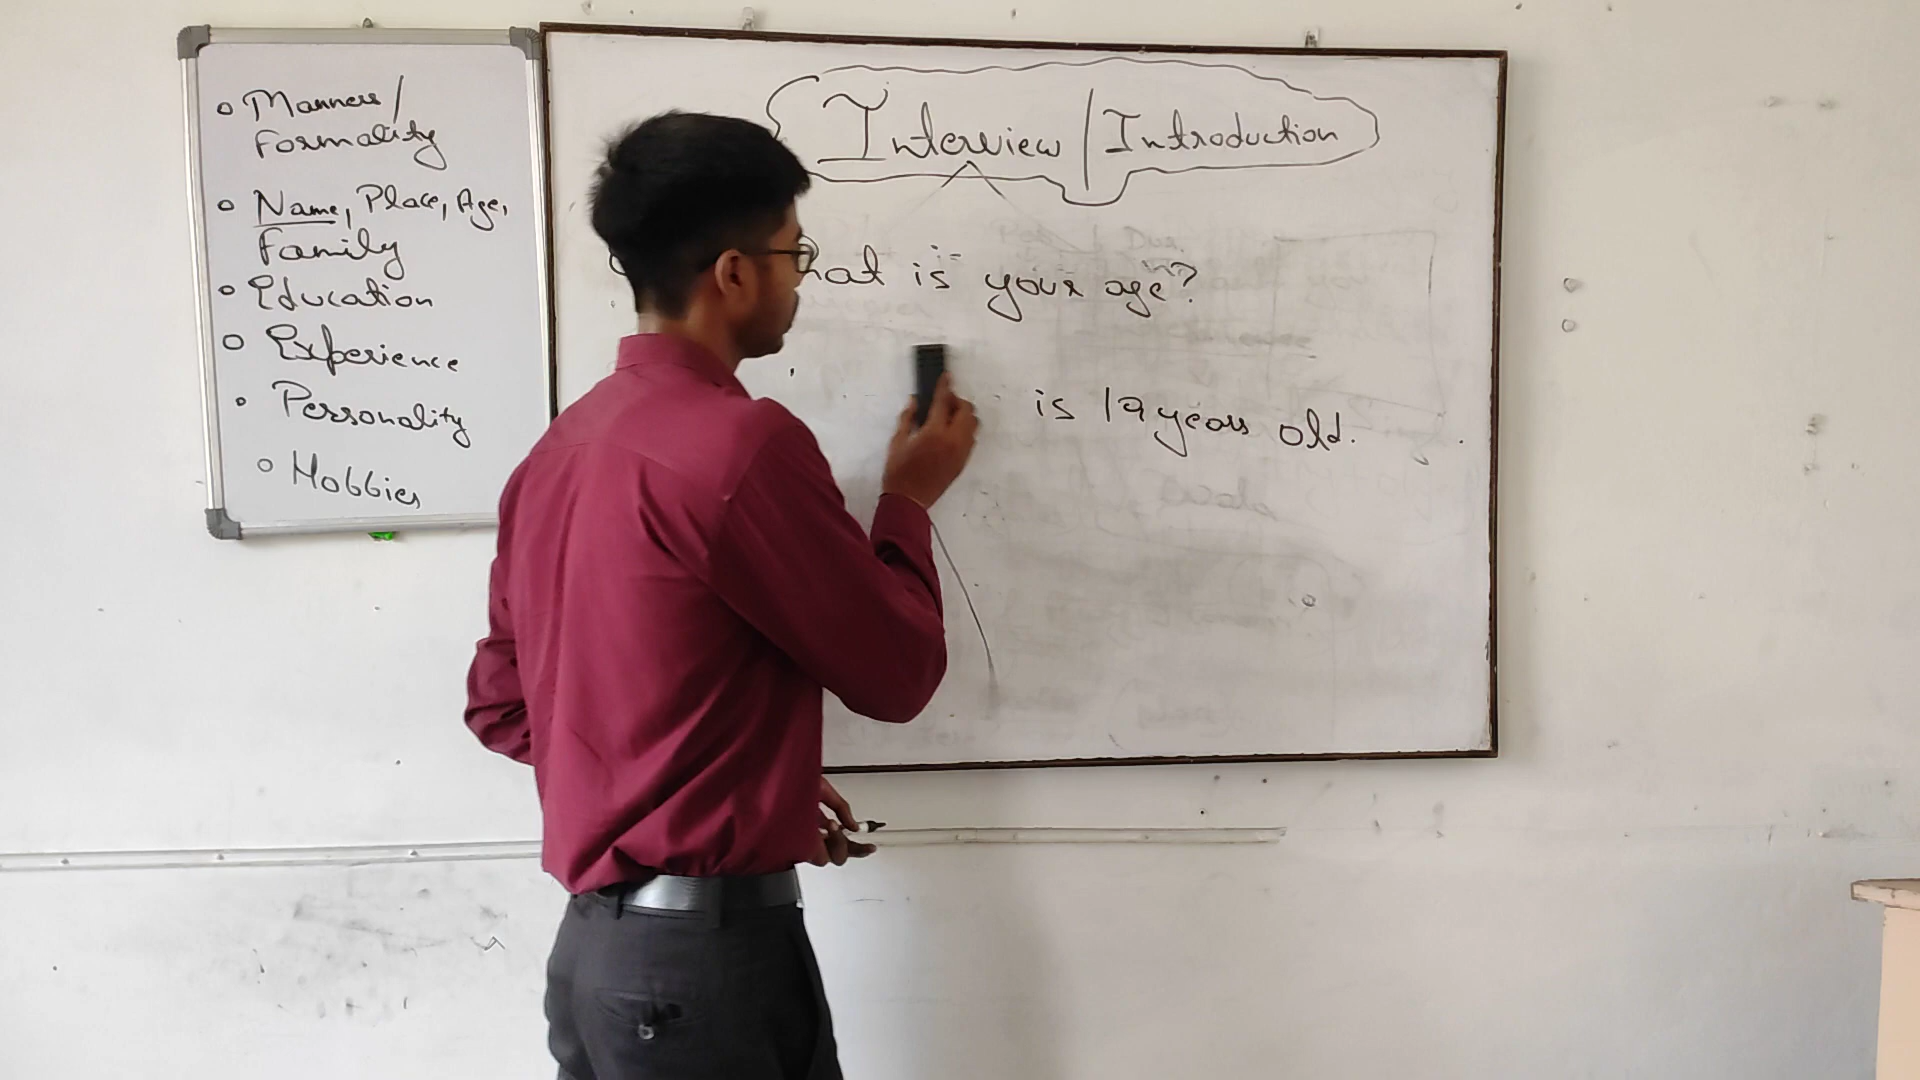 Manners/
Formality
Name, Place, Age,
Family
Education
Experience
Personality
Hobbies
Interview | Introduction
hat is your age?
is 19 years old.